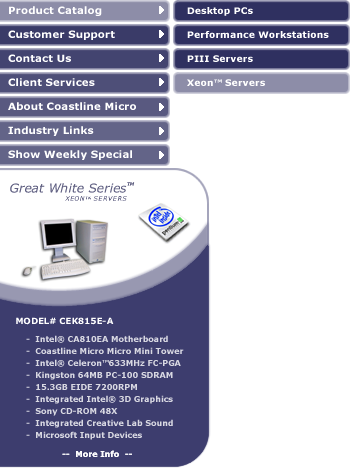 Product Catalog
Customer Support
Contact Us
Client Services
About Coastline Micro
Industry Links
Show Weekly Special
Desktop PCs
Performance Workstations
PIII Servers
Xeon™ Servers
Great White Series™
XEON™ SERVERS
intel inside
pentium III
MODEL# CEK815E-A
- Intel® CA810EA Motherboard
- Coastline Micro Micro Mini Tower
- Intel® Celeron™633MHz FC-PGA
- Kingston 64MB PC-100 SDRAM
- 15.3GB EIDE 7200RPM
- Integrated Intel® 3D Graphics
- Sony CD-ROM 48X
- Integrated Creative Lab Sound
- Microsoft Input Devices
-- More Info --